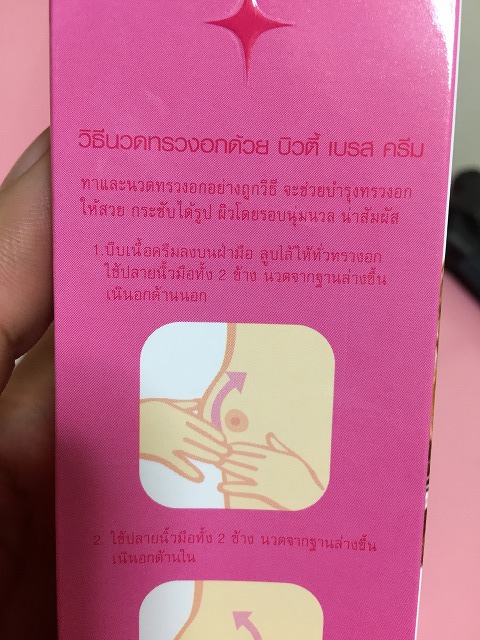 วิธีนวดทรวงอกด้วย บิวตี้ เบรส ครีม
ทาและนวดทรวงอกอย่างถูกวิธี จะช่วยบำรุงทรวงอก
ให้สวย กระชับได้รูป ผิวโดยรอบนุ่มนวล น่าสัมผัส
1.บีบเนื้อครีมลงบนฝ่ามือ ลูบไล้ให้ทั่วทรวงอก
ใช้ปลายนิ้วมือทั้ง 2 ข้าง นวดจากฐานล่างขึ้น
เนินอกด้านนอก
2. ใช้ปลายนิ้วมือทั้ง 2 ข้าง นวดจากฐานล่างขึ้น
เนินอกด้านใน